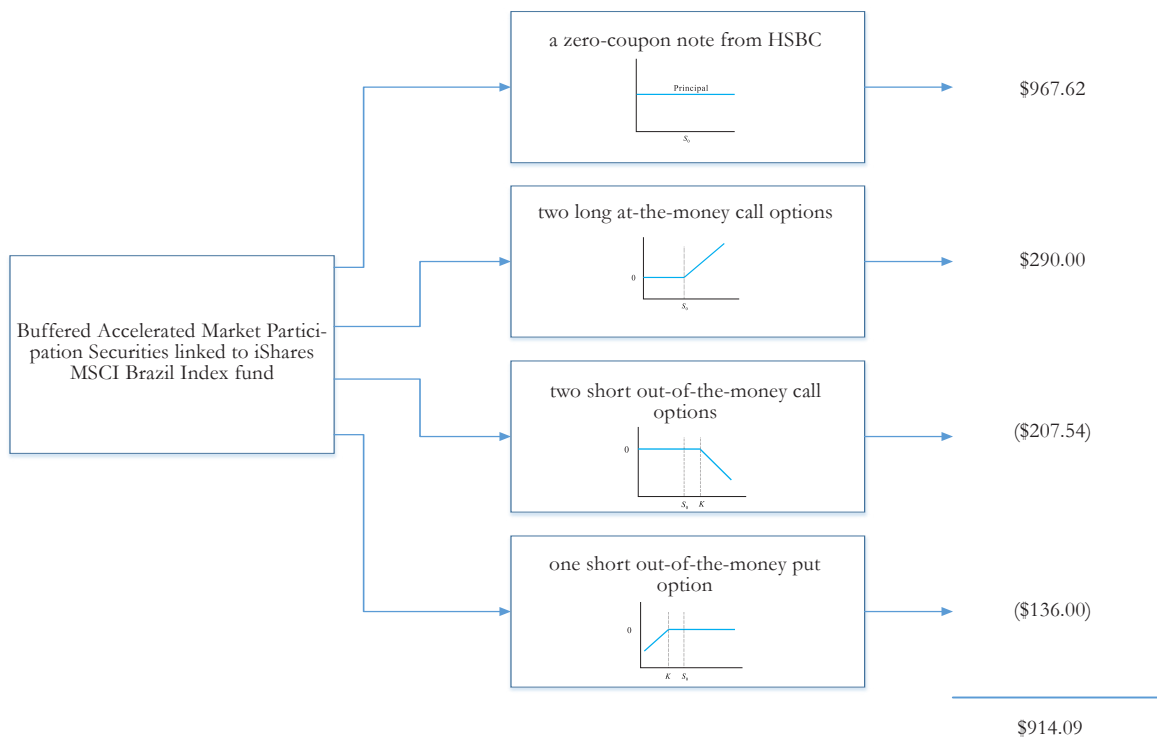 a zero-coupon note from HSBC
Principal
S₀
$967.62
two long at-the-money call options
0
S₀
$290.00
Buffered Accelerated Market Partici-
pation Securities linked to iShares
MSCI Brazil Index fund
two short out-of-the-money call
options
0
S₀ K
($207.54)
one short out-of-the-money put
option
0
K S₀
($136.00)
$914.09